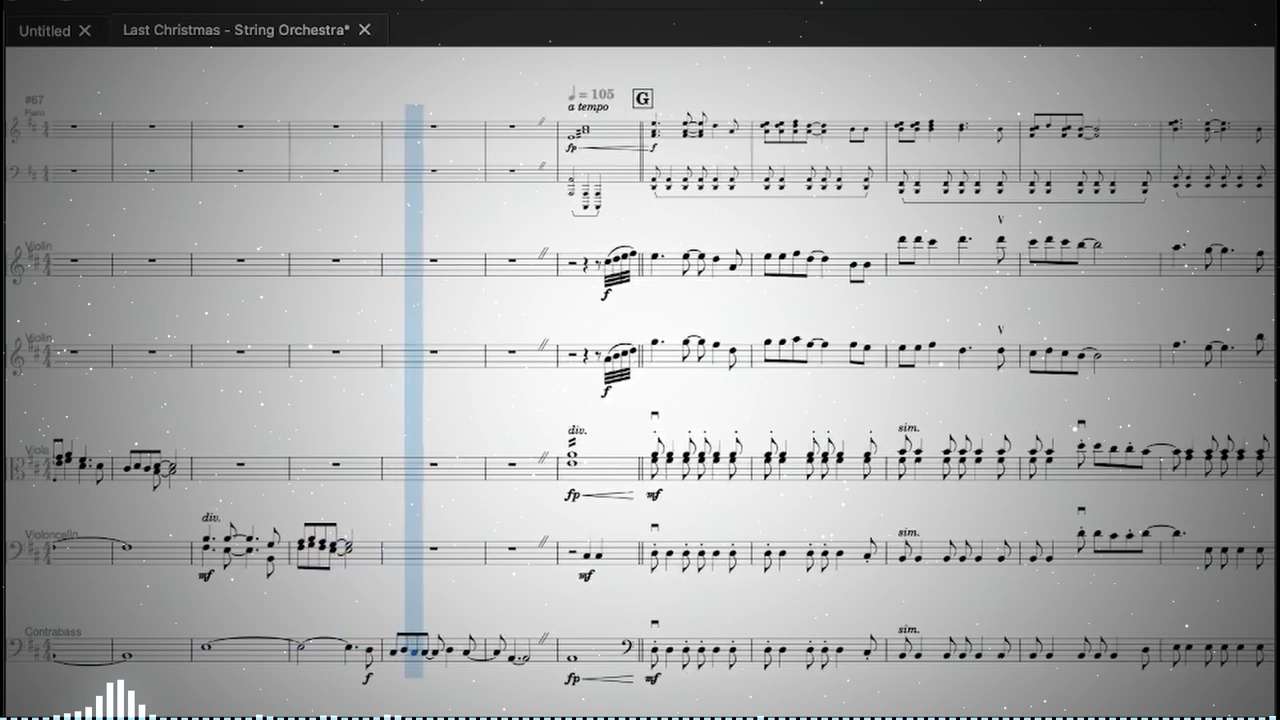 Untitled
Last Christmas - String Orchestra*
#67
= 105
a tempo
G
Piano
fp
f
Violin
f
Violin
V
f
V
div.
sim.
Viola
fp
mf
div.
sim.
Violoncello
mf
mf
sim.
Contrabass
f
fp
mf